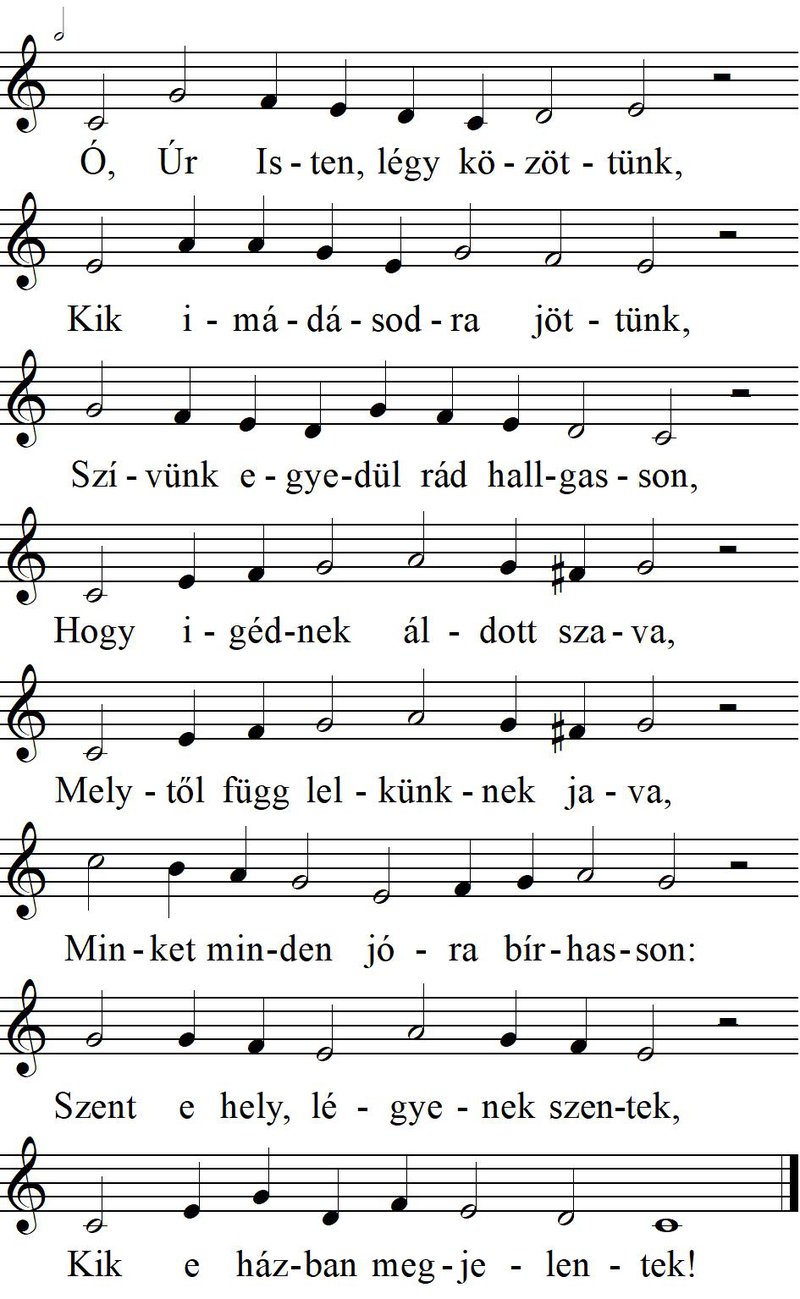 Ó, Úr Is - ten, légy kö - zöt - tünk,
Kik i - má - dá - sod - ra jöt - tünk,
Szí - vünk e - gye - dül rád hall - gas - son,
Hogy i - géd - nek ál - dott sza - va,
Mely - től függ lel - künk - nek ja - va,
Min - ket min - den jó - ra bír - has - son:
Szent e hely, lé - gye - nek szen - tek,
Kik e ház - ban meg - je - len - tek!